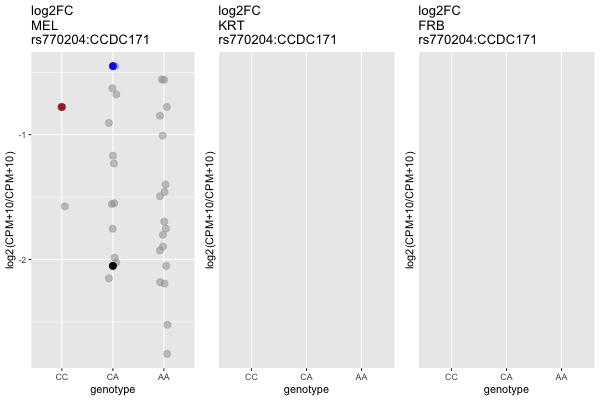 log2FC
MEL
rs770204:CCDC171
log2(CPM+10/CPM+10)
-1
-2
CC
CA
AA
genotype
log2FC
KRT
rs770204:CCDC171
log2(CPM+10/CPM+10)
CC
CA
AA
genotype
log2FC
FRB
rs770204:CCDC171
log2(CPM+10/CPM+10)
CC
CA
AA
genotype